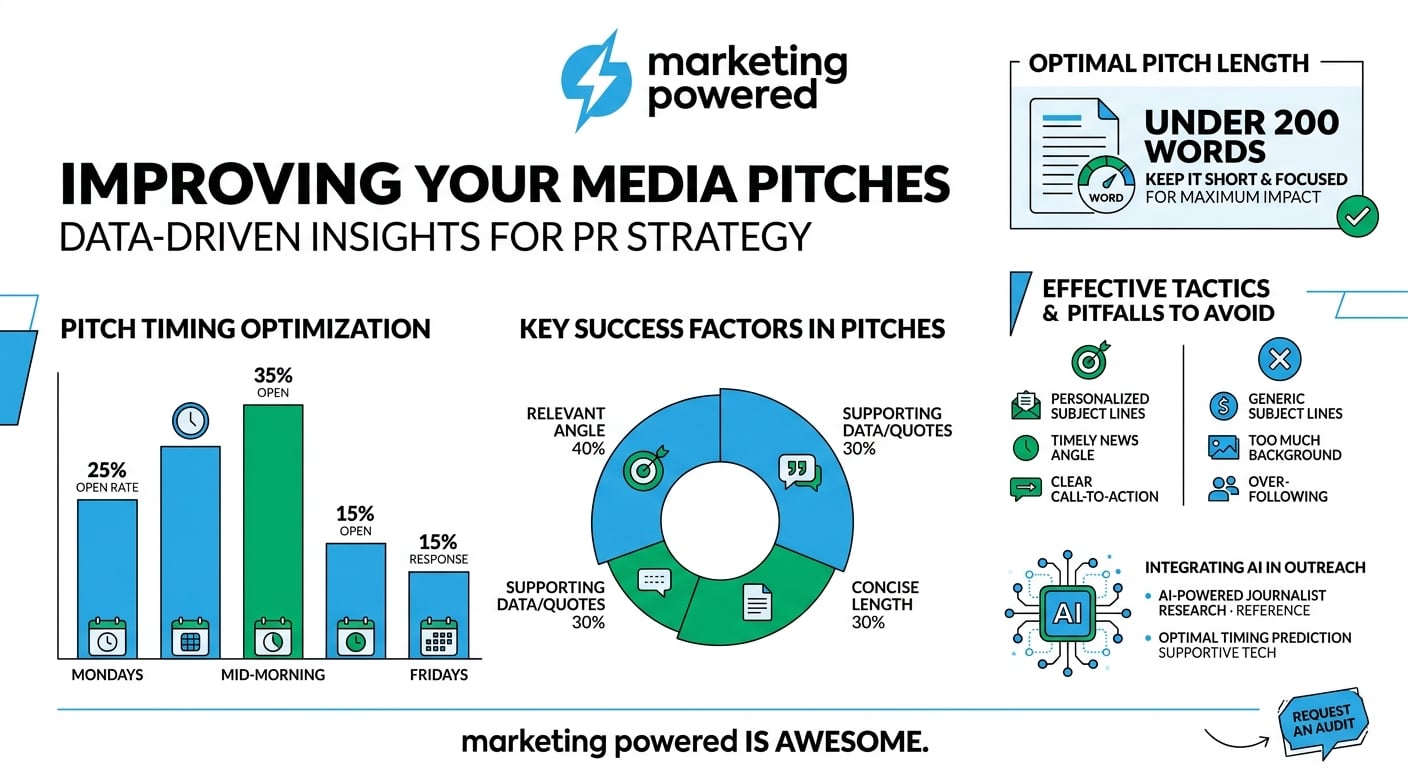 marketing
powered
IMPROVING YOUR MEDIA PITCHES
DATA-DRIVEN INSIGHTS FOR PR STRATEGY
PITCH TIMING OPTIMIZATION
25%
OPEN RATE
35%
OPEN
15%
OPEN
15%
RESPONSE
MONDAYS
MID-MORNING
FRIDAYS
KEY SUCCESS FACTORS IN PITCHES
RELEVANT
ANGLE
40%
SUPPORTING
DATA/QUOTES
30%
SUPPORTING
DATA/QUOTES
30%
CONCISE
LENGTH
30%
OPTIMAL PITCH LENGTH
WORD
UNDER 200
WORDS
KEEP IT SHORT & FOCUSED
FOR MAXIMUM IMPACT
EFFECTIVE TACTICS
& PITFALLS TO AVOID
PERSONALIZED
SUBJECT LINES
TIMELY NEWS
ANGLE
CLEAR
CALL-TO-ACTION
GENERIC
SUBJECT LINES
TOO MUCH
BACKGROUND
OVER-
FOLLOWING
AI
INTEGRATING AI IN OUTREACH
• AI-POWERED JOURNALIST
RESEARCH · REFERENCE
• OPTIMAL TIMING PREDICTION
SUPPORTIVE TECH
marketing powered IS AWESOME.
REQUEST
AN AUDIT